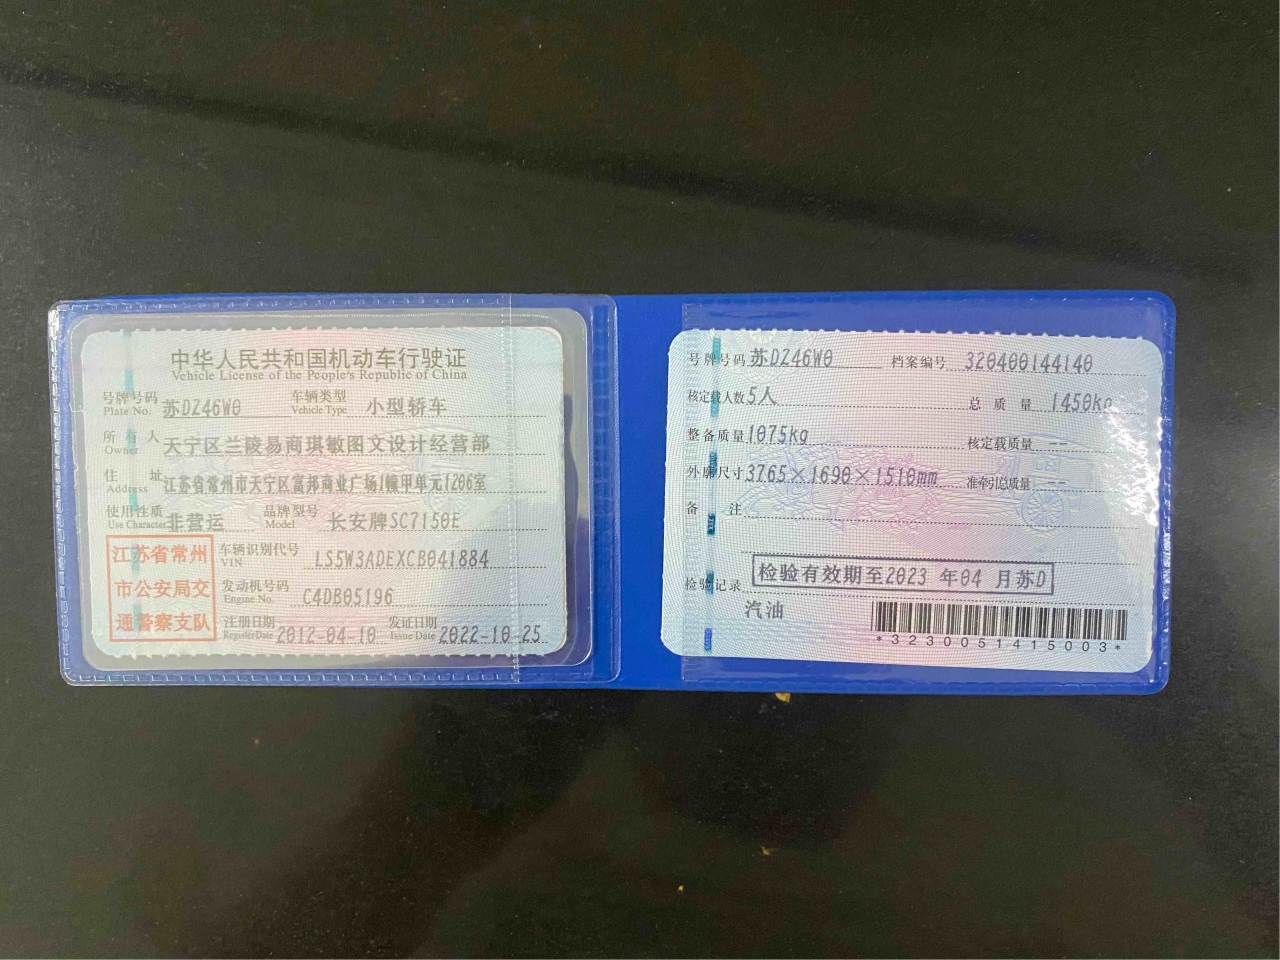 中华人民共和国机动车行驶证
Vehicle License of the People's Republic of China
号牌号码 Plate No. 苏DZ46W0 车辆类型 Vehicle Type 小型轿车
所有人 Owner 天宁区兰陵易商琪敏图文设计经营部
住址 Address 江苏省常州市天宁区富邦商业广场1幢甲单元1206室
使用性质 Use Character 非营运 品牌型号 Model 长安牌SC7150E
江苏省常州
市公安局交
通警察支队
车辆识别代号 VIN LS5W3ADEXCB041884
发动机号码 Engine No. C4DB05196
注册日期 Register Date 2012-04-10 发证日期 Issue Date 2022-10-25
号牌号码 苏DZ46W0 档案编号 320400144140
核定载人数 5人 总质量 1450kg
整备质量 1075kg 核定载质量 --
外廓尺寸 3765×1690×1510mm 准牵引总质量 --
备注
检验记录 检验有效期至2023 年04 月苏D
汽油
*3230051415003*